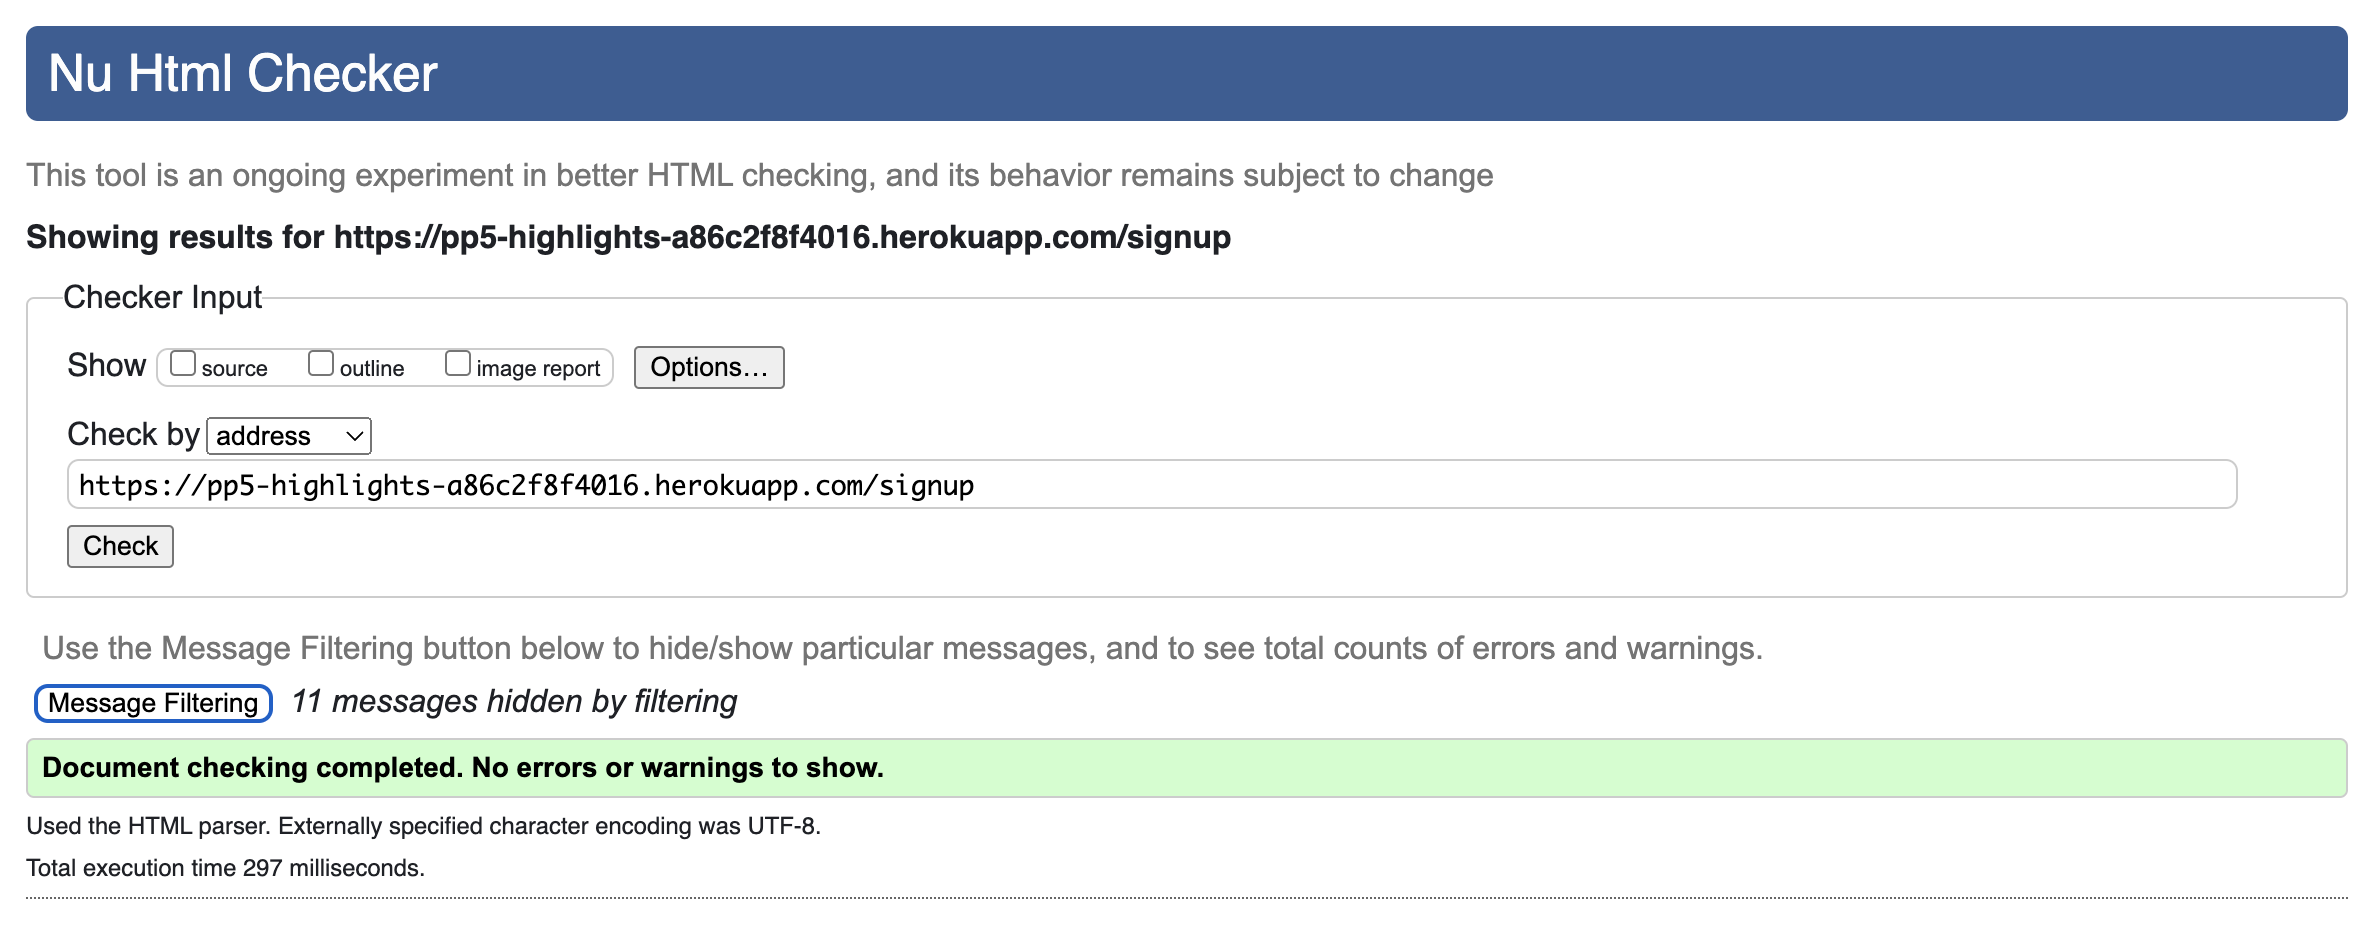 Nu Html Checker
This tool is an ongoing experiment in better HTML checking, and its behavior remains subject to change
Showing results for https://pp5-highlights-a86c2f8f4016.herokuapp.com/signup
Checker Input
Show source outline image report Options...
Check by address
https://pp5-highlights-a86c2f8f4016.herokuapp.com/signup
Check
Use the Message Filtering button below to hide/show particular messages, and to see total counts of errors and warnings.
Message Filtering 11 messages hidden by filtering
Document checking completed. No errors or warnings to show.
Used the HTML parser. Externally specified character encoding was UTF-8.
Total execution time 297 milliseconds.